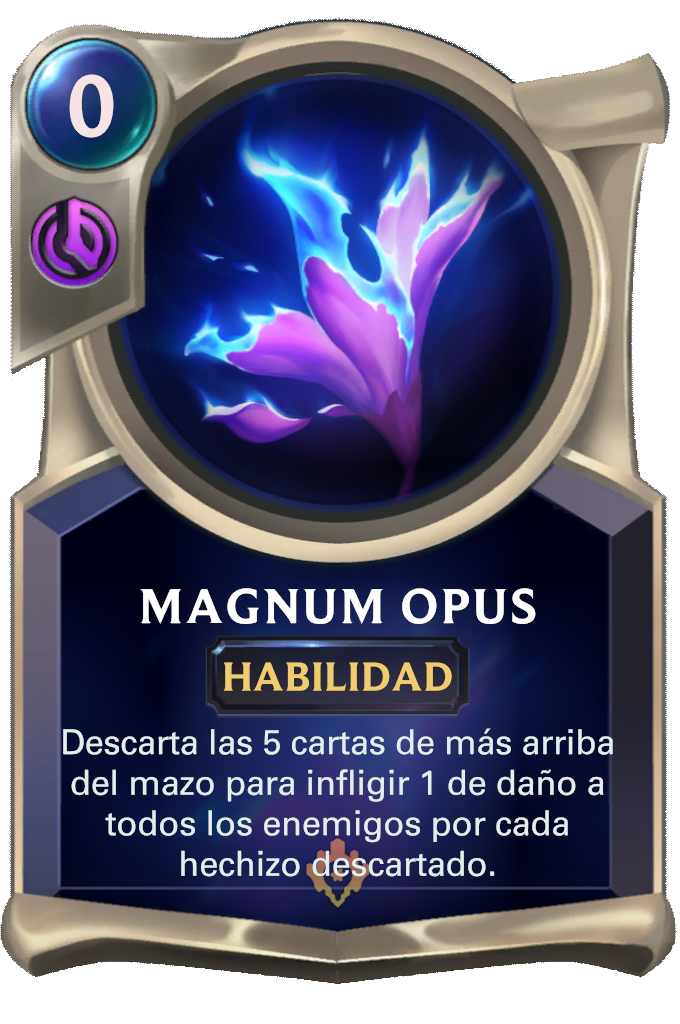 0
MAGNUM OPUS
HABILIDAD
Descarta las 5 cartas de más arriba
del mazo para infligir 1 de daño a
todos los enemigos por cada
hechizo descartado.